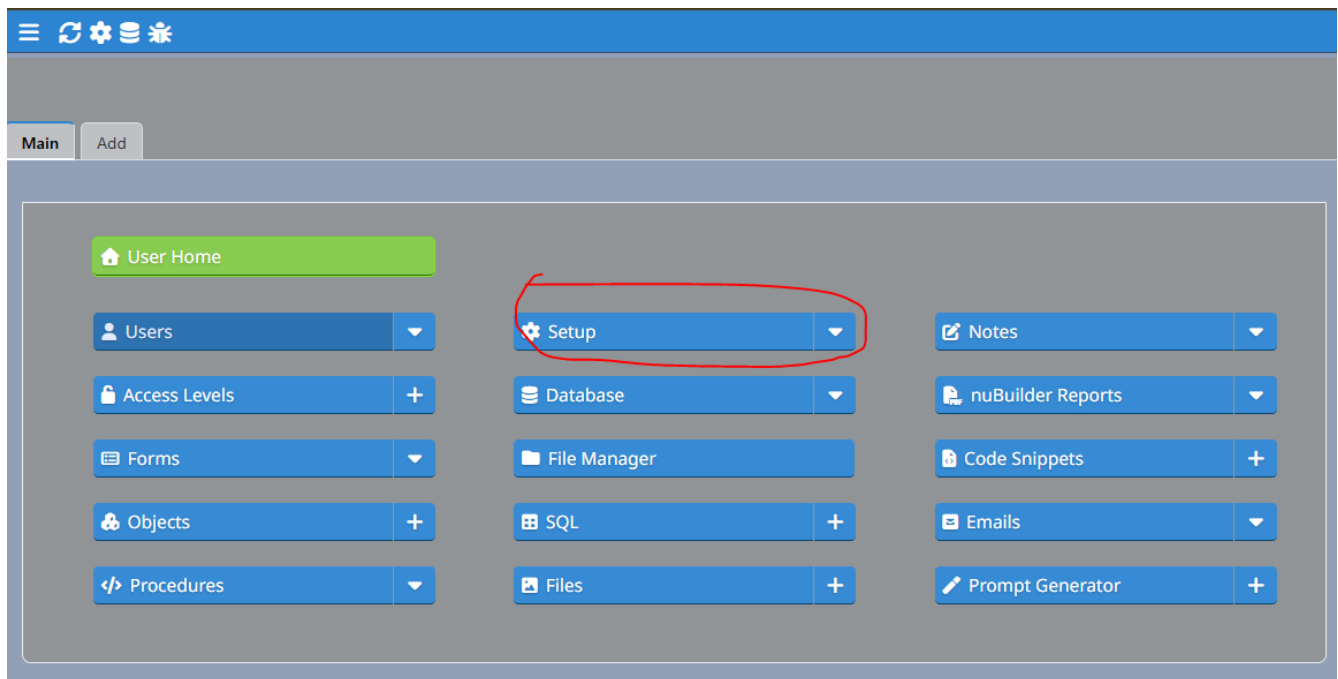 Main Add
User Home
Users Setup Notes
Access Levels Database nuBuilder Reports
Forms File Manager Code Snippets
Objects SQL Emails
Procedures Files Prompt Generator